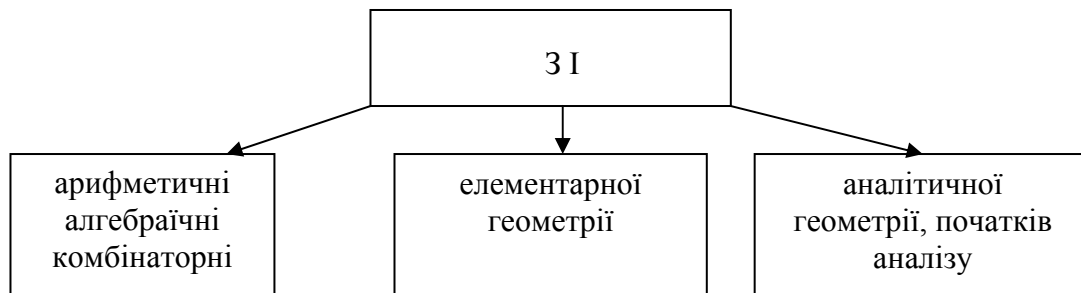 З І
арифметичні
алгебраїчні
комбінаторні
елементарної
геометрії
аналітичної
геометрії, початків
аналізу